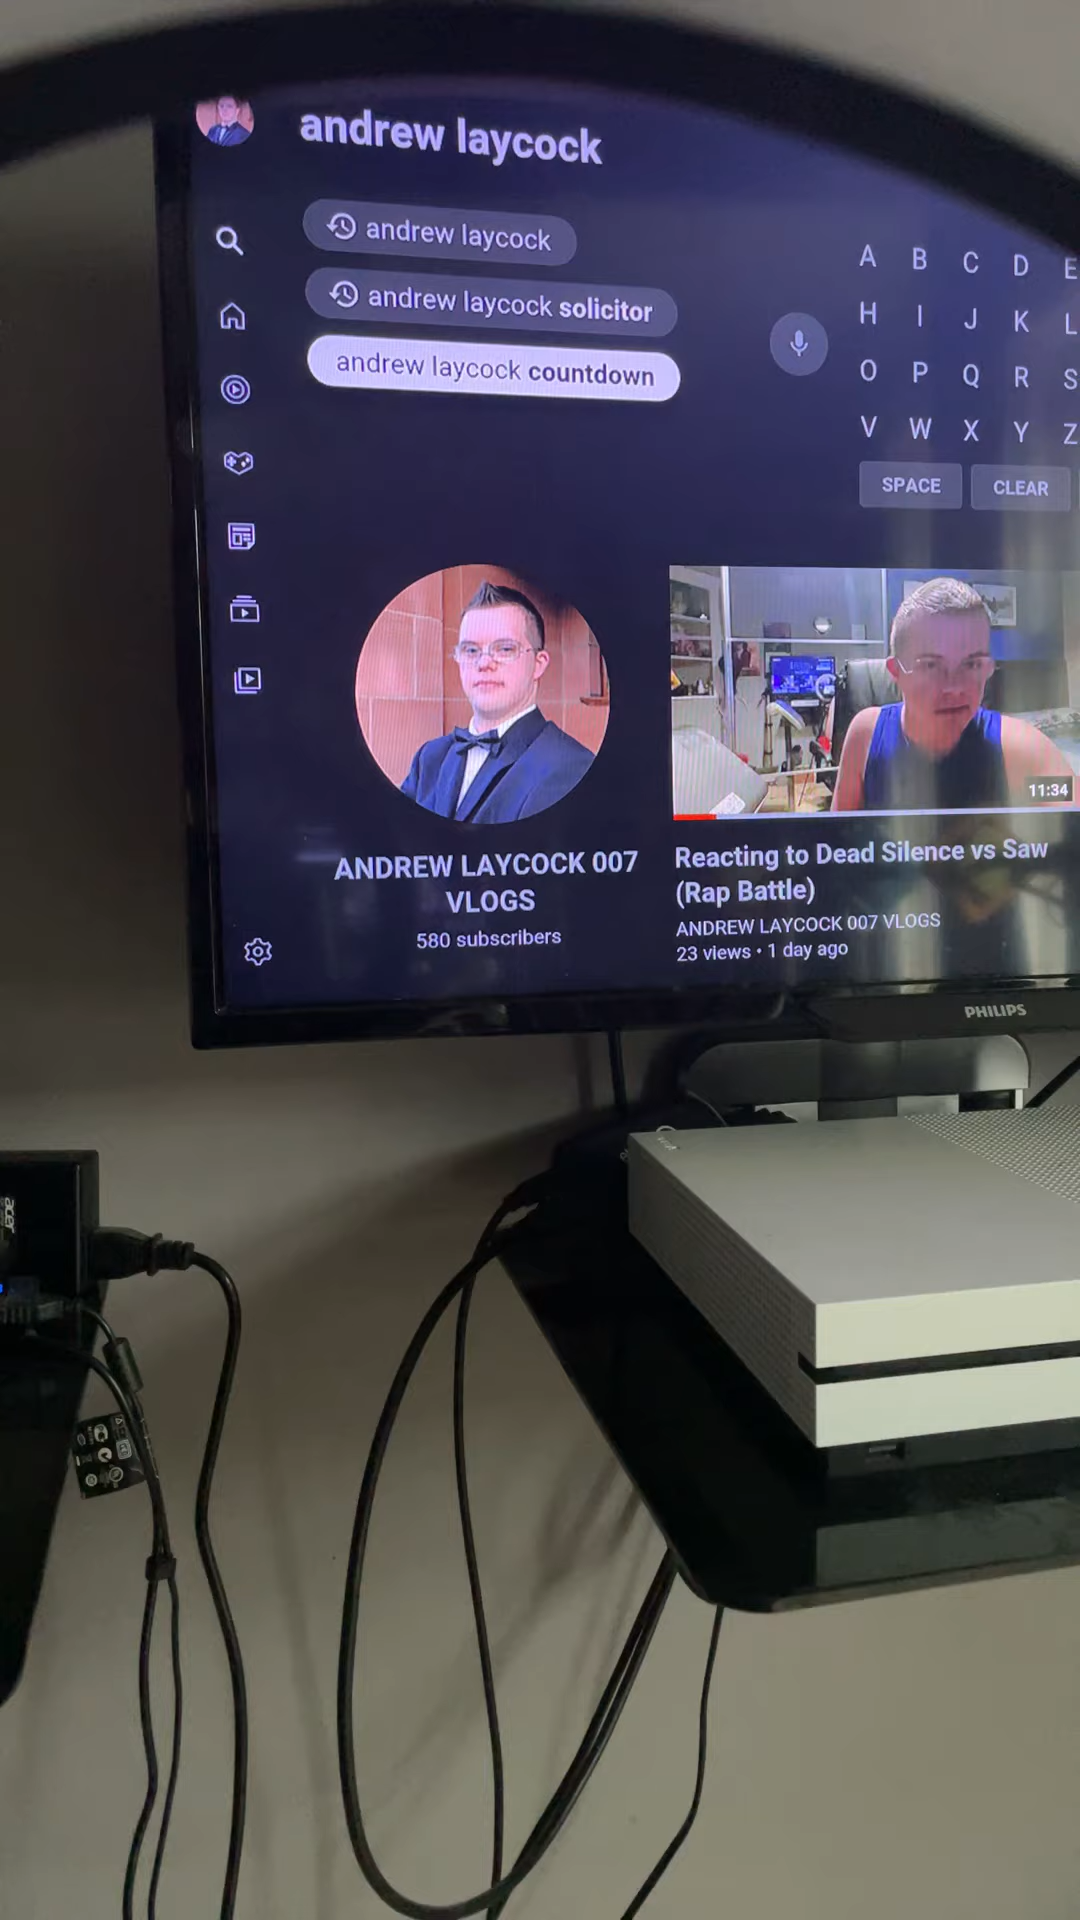 andrew laycock
andrew laycock
andrew laycock solicitor
andrew laycock countdown
A B C D E
H I J K L
O P Q R S
V W X Y Z
SPACE CLEAR
11:34
ANDREW LAYCOCK 007
VLOGS
580 subscribers
Reacting to Dead Silence vs Saw
(Rap Battle)
ANDREW LAYCOCK 007 VLOGS
23 views • 1 day ago
PHILIPS
acer